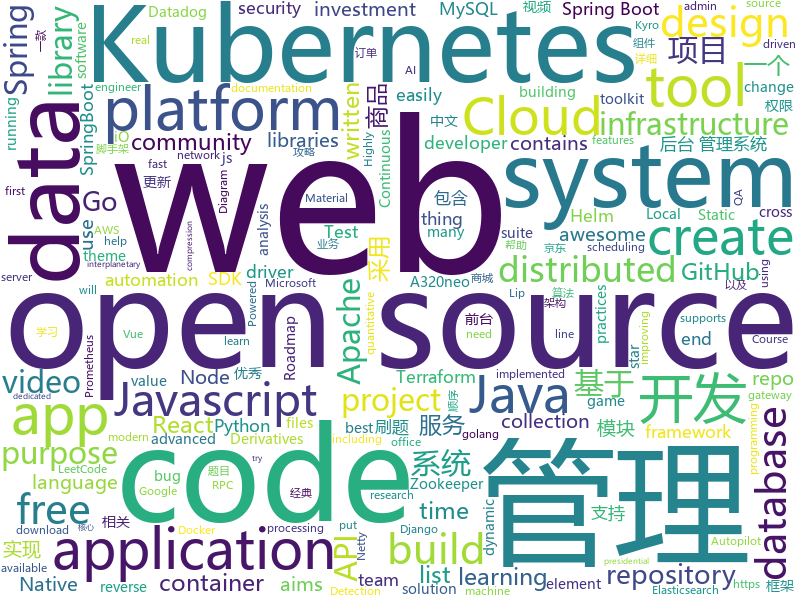 Datadog
security
investment
MySQL
视频
Spring Boot
admin
source
Kyro
driven
订单
组件
real
AI
一款
software
Spring
running
library
Kubernetes
design
项目
一个
engineer
documentation
SpringBoot
platform
easily
building
toolkit
详细
change
权限
商品
Cloud
tool
infrastructure
community
iO
脚手架
libraries
js
written
Continuous
中文
developer
contains
后台 管理系统
data
Go
use
fast
network
攻略
更新
first
AWS
theme
help
server
Static
web
system
包含
thing
many
suite
Highly
Test
Helm
Local
awesome
cross
QA
create
automation
SDK
Diagram
Material
业务
analysis
driver
采用
A320neo
distributed
GitHub
京东
scheduling
帮助
interplanetary
compression
Powered
Microsoft
open source
database
Prometheus
学习
Vue
learn
Roadmap
quantitative
Apache
商城
Lip
架构
算法
以及
前台
need
line
supports
practices
end
using
will
star
improving
Course
video
Node
优秀
value
Javascript
Java
Terraform
best
刷题
repo
基于
开发
app
React
Python
project
collection
模块
顺序
game
files
gateway
purpose
code
advanced
Derivatives
服务
framework
language
bug
including
office
implemented
golang
programming
dedicated
modern
LeetCode
Google
题目
RPC
系统
Zookeeper
time
free
管理
download
核心
application
API
Docker
经典
research
build
list
learning
dynamic
支持
实现
相关
try
processing
Django
Autopilot
available
team
Native
reverse
container
aims
put
Netty
machine
solution
element
repository
Elasticsearch
https
框架
features
presidential